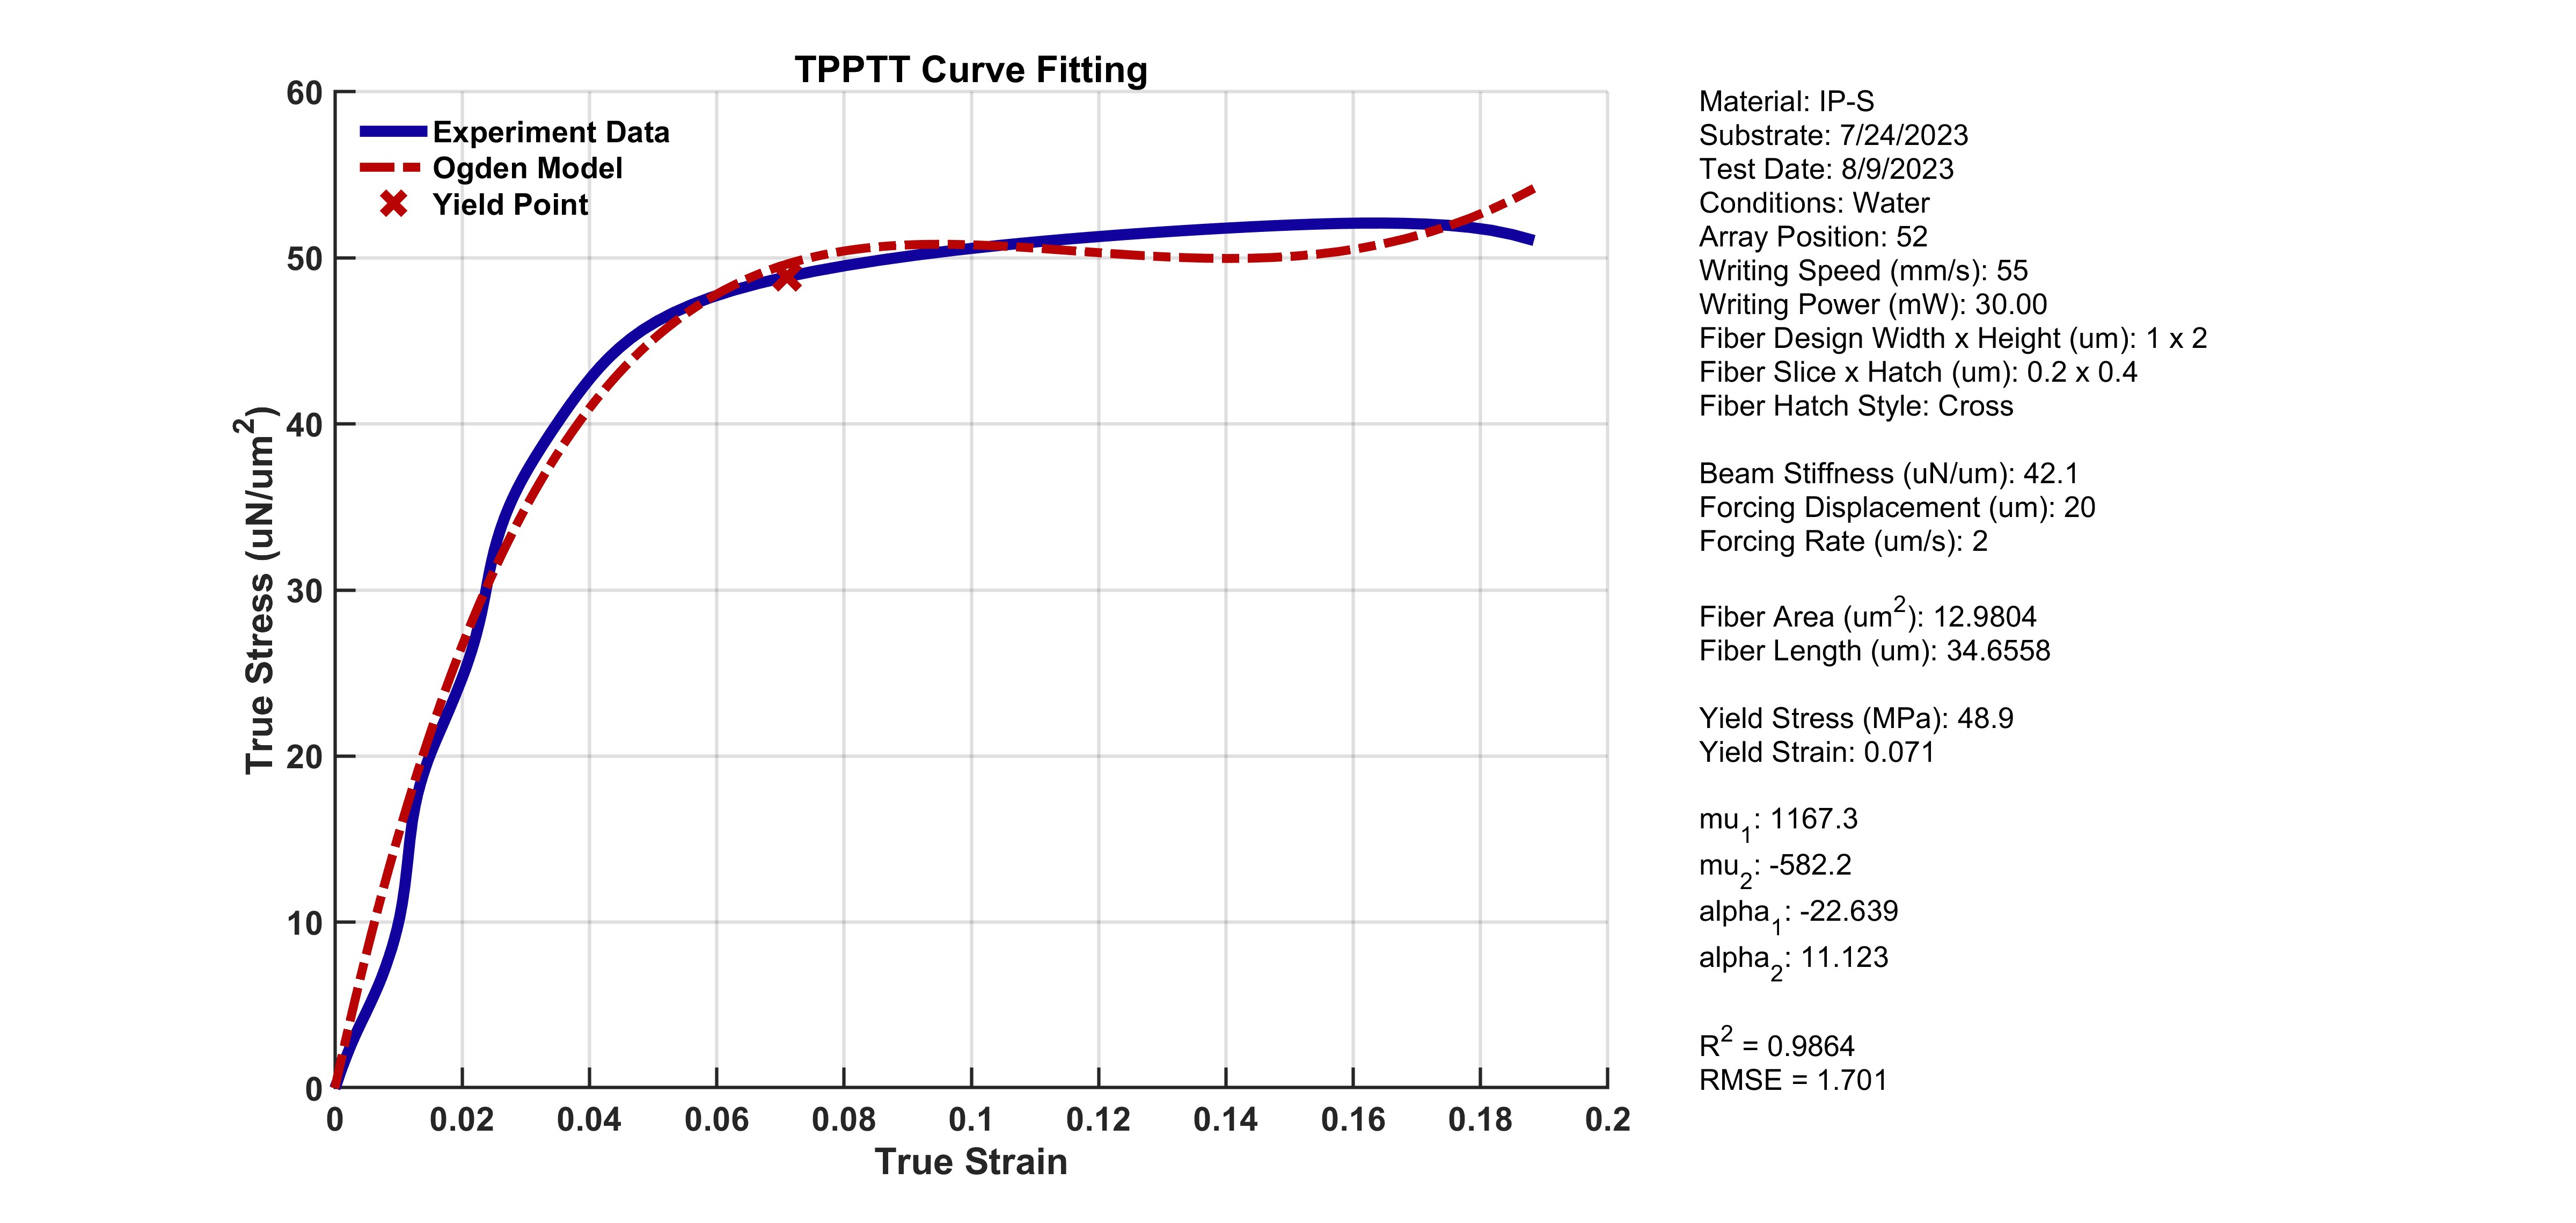 TPPTT Curve Fitting
60
50
40
30
20
10
0
True Stress (uN/um²)
Experiment Data
Ogden Model
Yield Point
0 0.02 0.04 0.06 0.08 0.1 0.12 0.14 0.16 0.18 0.2
True Strain
Material: IP-S
Substrate: 7/24/2023
Test Date: 8/9/2023
Conditions: Water
Array Position: 52
Writing Speed (mm/s): 55
Writing Power (mW): 30.00
Fiber Design Width x Height (um): 1 x 2
Fiber Slice x Hatch (um): 0.2 x 0.4
Fiber Hatch Style: Cross
Beam Stiffness (uN/um): 42.1
Forcing Displacement (um): 20
Forcing Rate (um/s): 2
Fiber Area (um²): 12.9804
Fiber Length (um): 34.6558
Yield Stress (MPa): 48.9
Yield Strain: 0.071
mu₁: 1167.3
mu₂: -582.2
alpha₁: -22.639
alpha₂: 11.123
R² = 0.9864
RMSE = 1.701